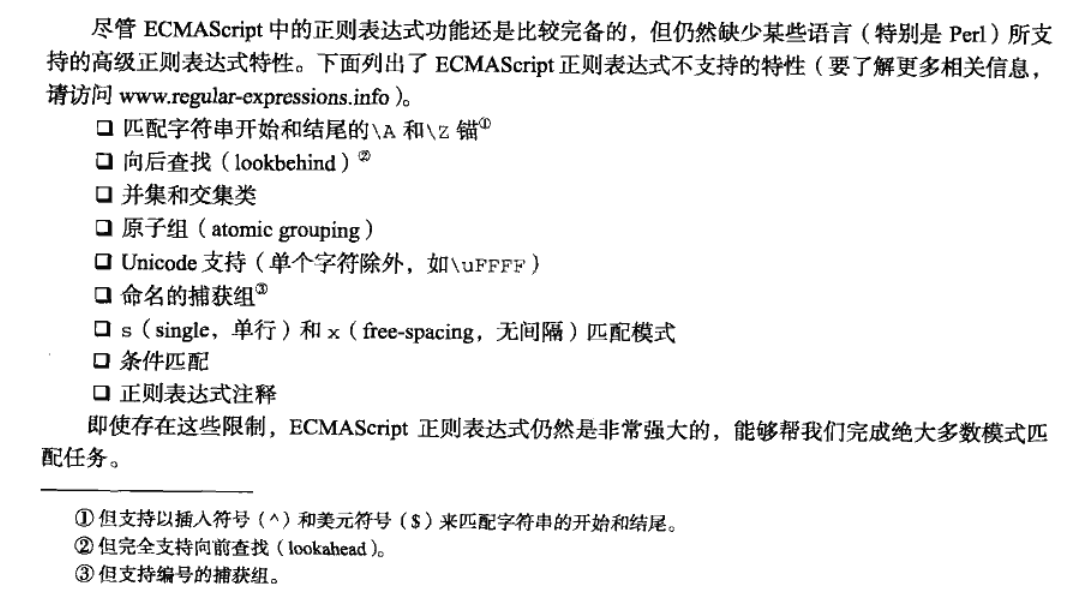 尽管 ECMAScript 中的正则表达式功能还是比较完备的，但仍然缺少某些语言（特别是 Perl）所支
持的高级正则表达式特性。下面列出了 ECMAScript 正则表达式不支持的特性（要了解更多相关信息，
请访问 www.regular-expressions.info）。
❑ 匹配字符串开始和结尾的\A 和\Z 锚①
❑ 向后查找（lookbehind）②
❑ 并集和交集类
❑ 原子组（atomic grouping）
❑ Unicode 支持（单个字符除外，如\uFFFF）
❑ 命名的捕获组③
❑ s（single，单行）和 x（free-spacing，无间隔）匹配模式
❑ 条件匹配
❑ 正则表达式注释
即使存在这些限制，ECMAScript 正则表达式仍然是非常强大的，能够帮我们完成绝大多数模式匹
配任务。
① 但支持以插入符号（^）和美元符号（$）来匹配字符串的开始和结尾。
② 但完全支持向前查找（lookahead）。
③ 但支持编号的捕获组。